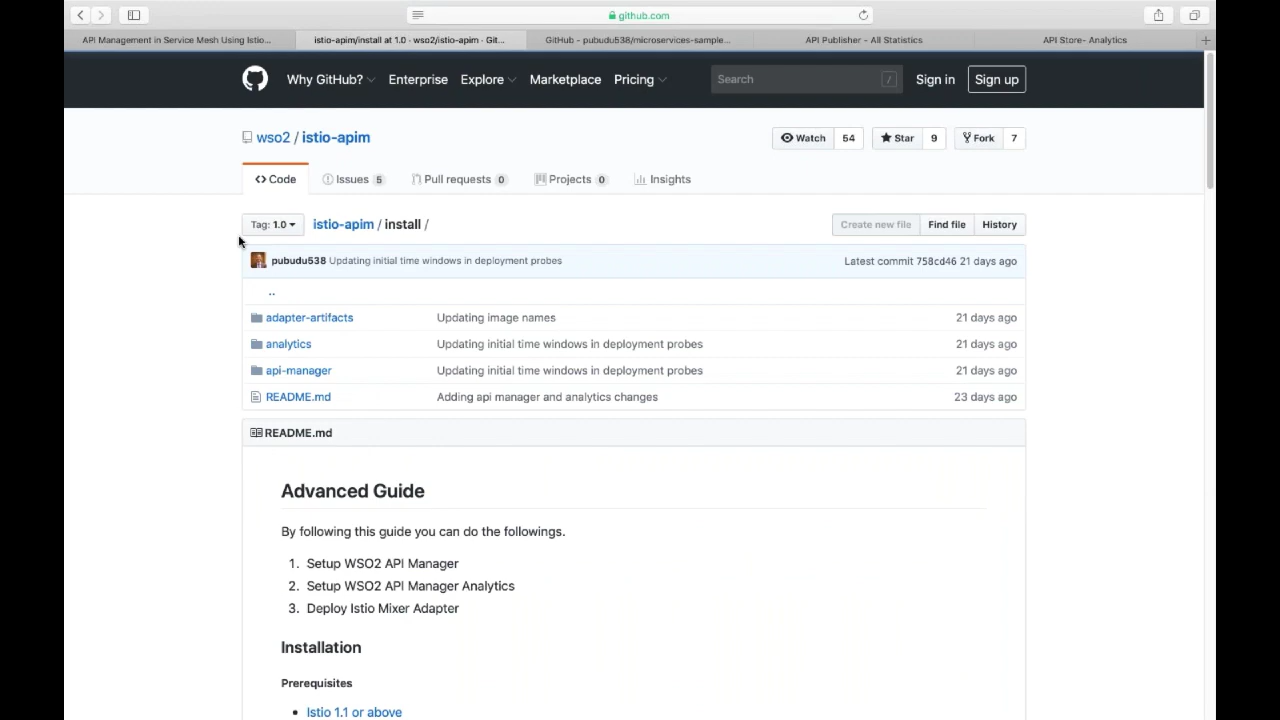 github.com
API Management in Service Mesh Using Istio...
istio-apim/install at 1.0 · wso2/istio-apim · Git...
GitHub - pubudu538/microservices-sample...
API Publisher - All Statistics
API Store- Analytics
+
Why GitHub? Enterprise Explore Marketplace Pricing Search / Sign in Sign up
wso2 / istio-apim
Watch 54 Star 9 Fork 7
<> Code Issues 5 Pull requests 0 Projects 0 Insights
Tag: 1.0 istio-apim / install / Create new file Find file History
pubudu538 Updating initial time windows in deployment probes Latest commit 758cd46 21 days ago
..
adapter-artifacts Updating image names 21 days ago
analytics Updating initial time windows in deployment probes 21 days ago
api-manager Updating initial time windows in deployment probes 21 days ago
README.md Adding api manager and analytics changes 23 days ago
README.md
Advanced Guide
By following this guide you can do the followings.
1. Setup WSO2 API Manager
2. Setup WSO2 API Manager Analytics
3. Deploy Istio Mixer Adapter
Installation
Prerequisites
• Istio 1.1 or above